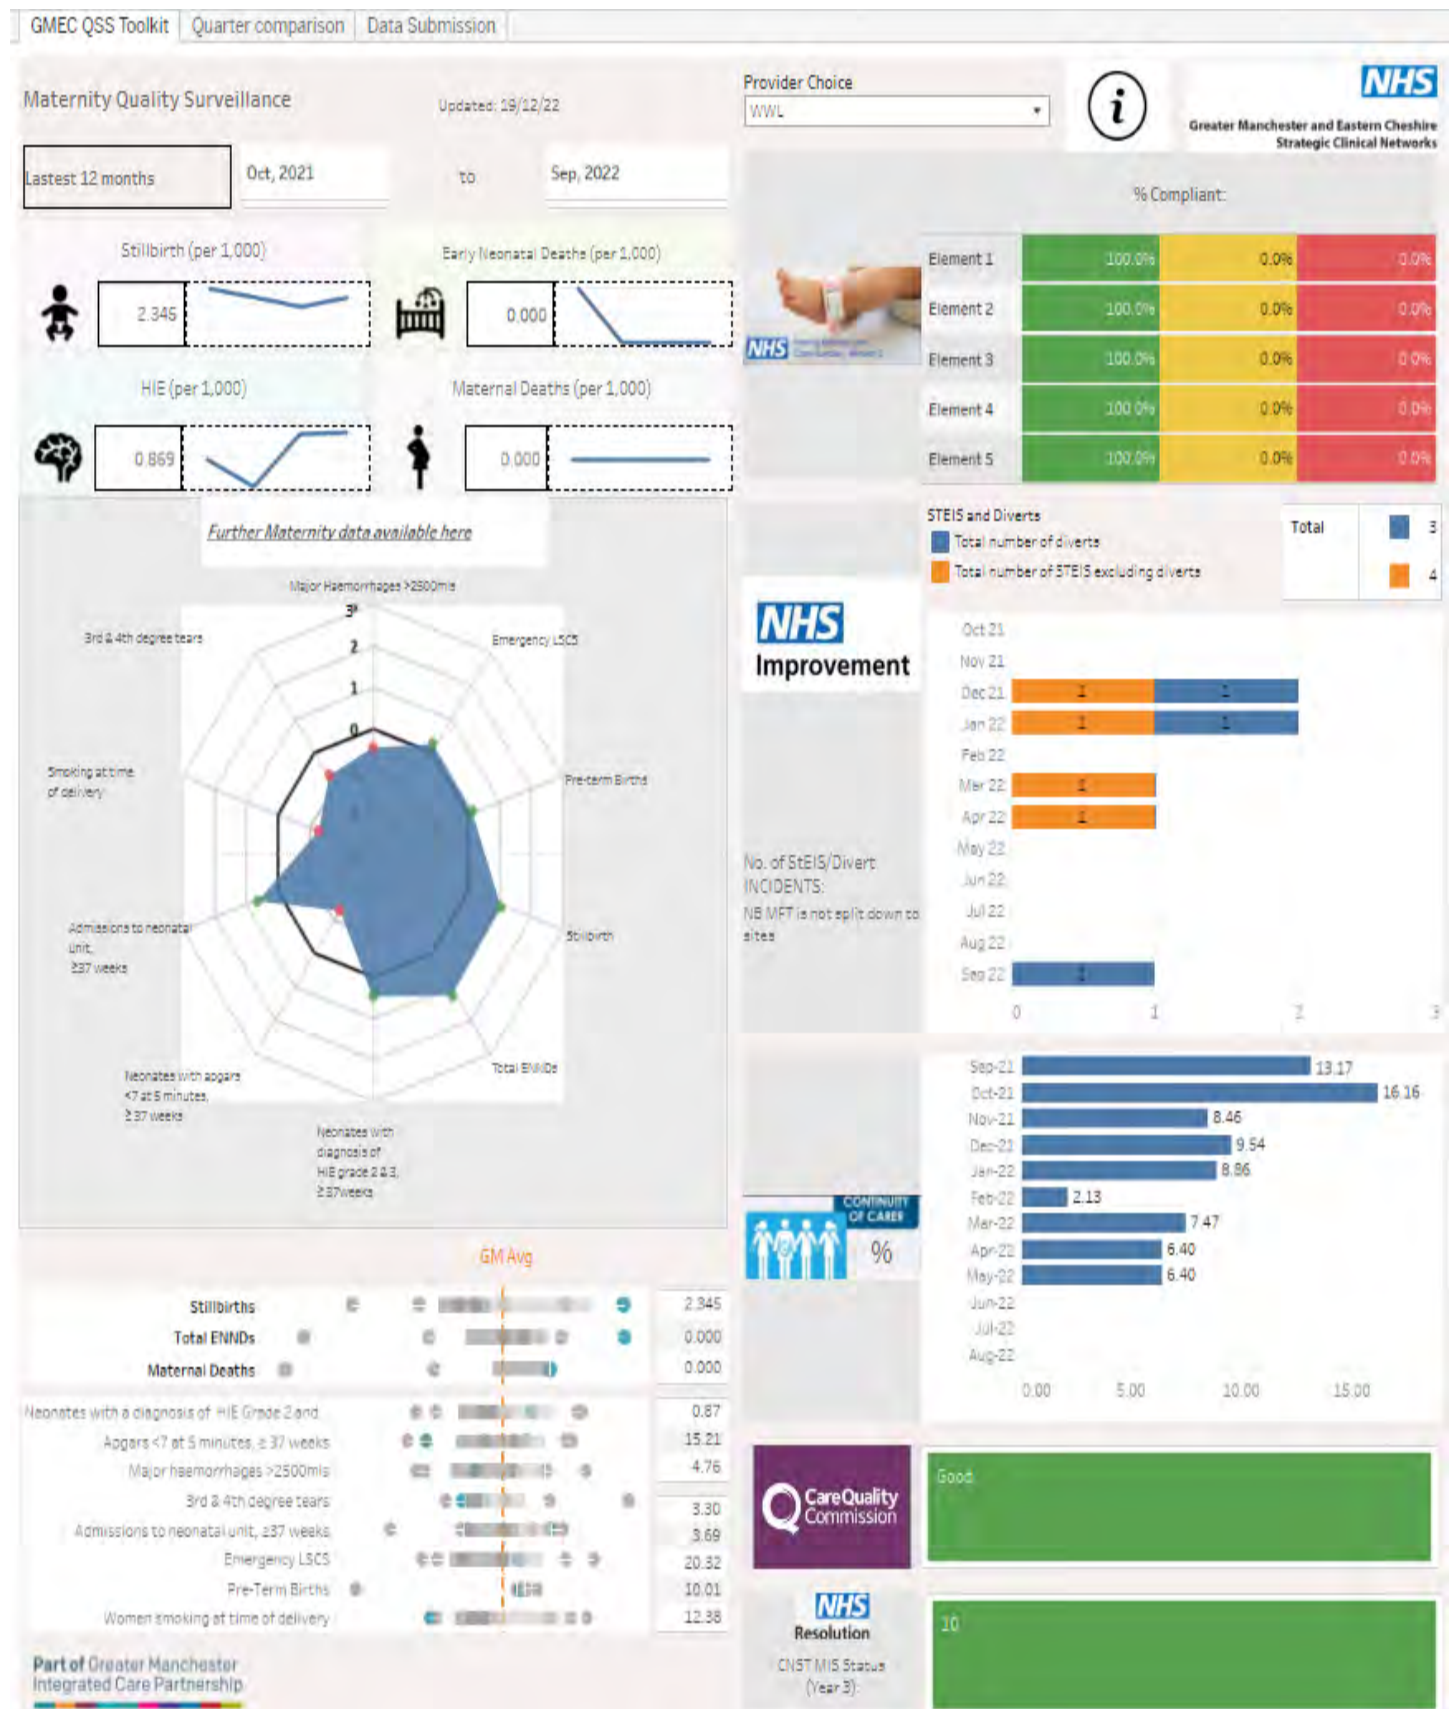 GMEC QSS Toolkit
Quarter comparison
Data Submission
Maternity Quality Surveillance
Updated: 19/12/22
Lastest 12 months
Oct, 2021
to
Sep, 2022
Provider Choice
WWL
i
NHS
Greater Manchester and Eastern Cheshire
Strategic Clinical Networks
Stillbirth (per 1,000)
2.345
Early Neonatal Deaths (per 1,000)
0.000
HIE (per 1,000)
0.869
Maternal Deaths (per 1,000)
0.000
NHS
% Compliant:
Element 1 100.0% 0.0% 0.0%
Element 2 100.0% 0.0% 0.0%
Element 3 100.0% 0.0% 0.0%
Element 4 100.0% 0.0% 0.0%
Element 5 100.0% 0.0% 0.0%
Further Maternity data available here
Major Haemorrhages >2500mls
Emergency LSCS
Pre-term Births
Stillbirth
Total ENNDs
Neonates with
diagnosis of
HIE grade 2 & 3,
≥37weeks
Neonates with apgars
<7 at 5 minutes,
≥ 37 weeks
Admissions to neonatal
unit,
≥37 weeks
Smoking at time
of delivery
3rd & 4th degree tears
3
2
1
0
NHS
Improvement
No. of StEIS/Divert
INCIDENTS:
NB MFT is not split down to
sites
STEIS and Diverts
Total number of diverts
Total number of STEIS excluding diverts
Total
3
4
Oct 21
Nov 21
Dec 21 1 1
Jan 22 1 1
Feb 22
Mar 22 1
Apr 22 1
May 22
Jun 22
Jul 22
Aug 22
Sep 22 1
0 1 2 3
CONTINUITY
OF CARER
%
Sep-21 13.17
Oct-21 16.16
Nov-21 8.46
Dec-21 9.54
Jan-22 8.86
Feb-22 2.13
Mar-22 7.47
Apr-22 6.40
May-22 6.40
Jun-22
Jul-22
Aug-22
0.00 5.00 10.00 15.00
GM Avg
Stillbirths 2.345
Total ENNDs 0.000
Maternal Deaths 0.000
Neonates with a diagnosis of HIE Grade 2 and 0.87
Apgars <7 at 5 minutes, ≥ 37 weeks 15.21
Major haemorrhages >2500mls 4.76
3rd & 4th degree tears 3.30
Admissions to neonatal unit, ≥37 weeks 3.69
Emergency LSCS 20.32
Pre-Term Births 10.01
Women smoking at time of delivery 12.38
CareQuality
Commission
Good
NHS
Resolution
CNST MIS Status
(Year 3):
10
Part of Greater Manchester
Integrated Care Partnership